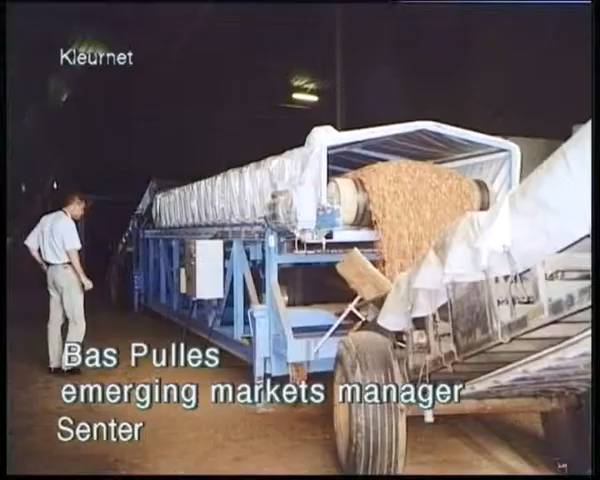 Kleurnet
Bas Pulles
emerging markets manager
Senter